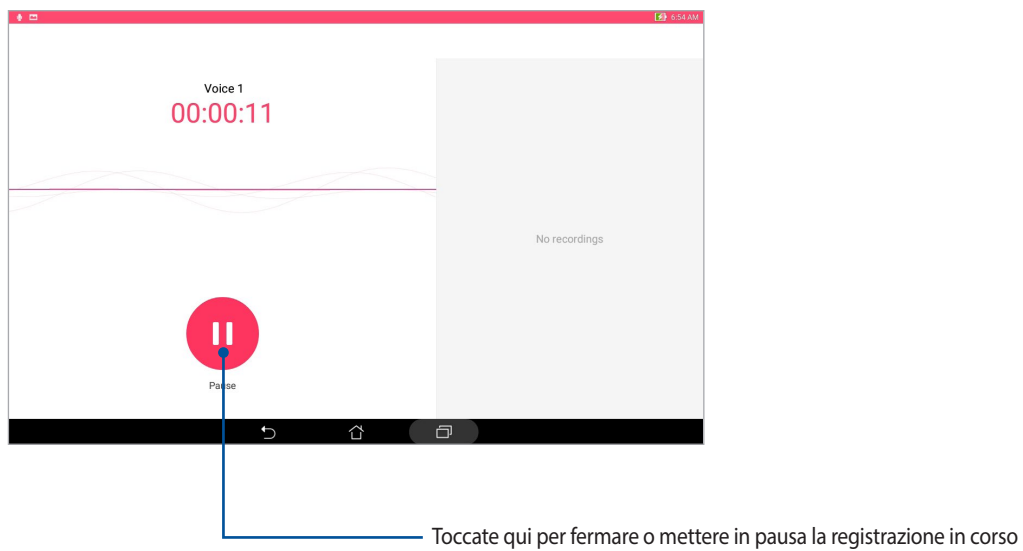 6:54 AM
Voice 1
00:00:11
No recordings
Pause
Toccate qui per fermare o mettere in pausa la registrazione in corso